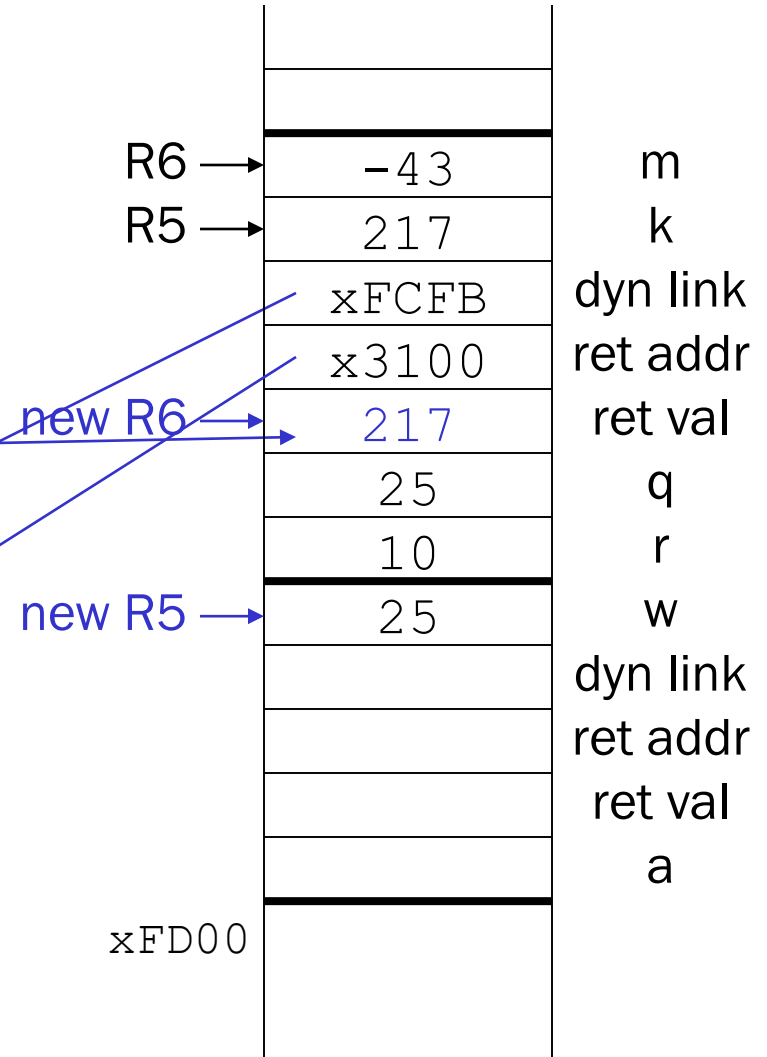 R6 -43 m
R5 217 k
xFCFB dyn link
x3100 ret addr
new R6 217 ret val
25 q
10 r
new R5 25 w
dyn link
ret addr
ret val
a
xFD00